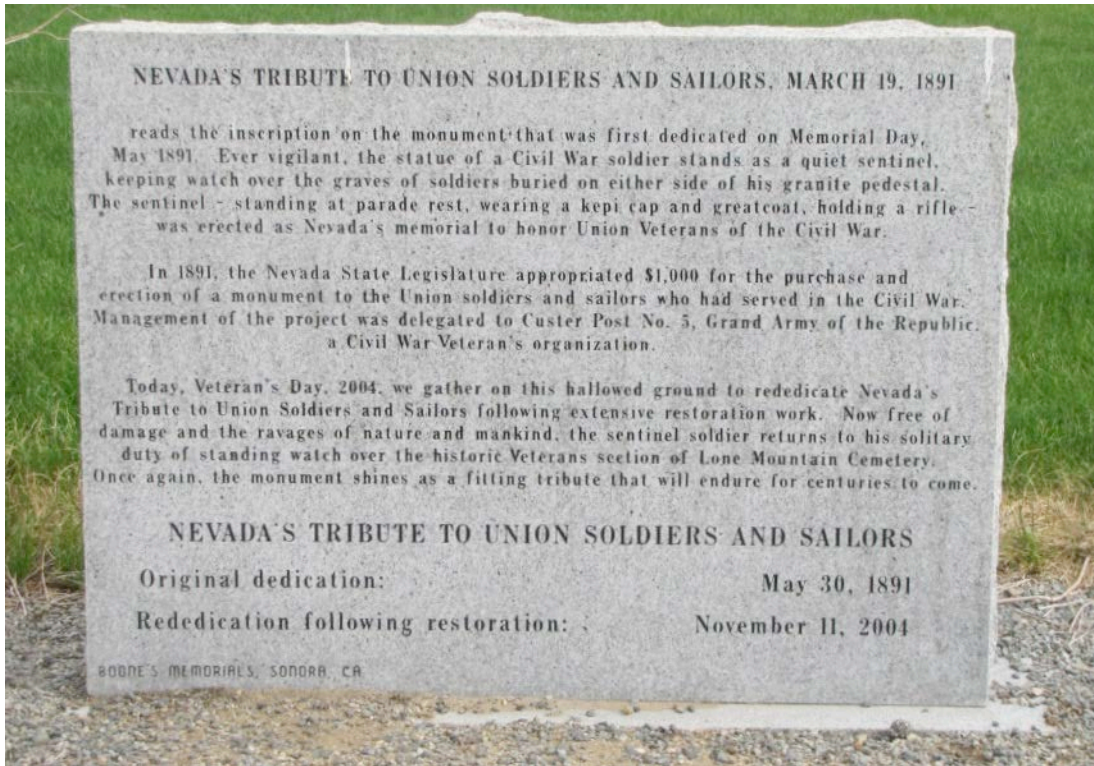 NEVADA'S TRIBUTE TO UNION SOLDIERS AND SAILORS, MARCH 19, 1891
reads the inscription on the monument that was first dedicated on Memorial Day,
May 1891. Ever vigilant, the statue of a Civil War soldier stands as a quiet sentinel,
keeping watch over the graves of soldiers buried on either side of his granite pedestal.
The sentinel - standing at parade rest, wearing a kepi cap and greatcoat, holding a rifle -
was erected as Nevada's memorial to honor Union Veterans of the Civil War.
In 1891, the Nevada State Legislature appropriated $1,000 for the purchase and
erection of a monument to the Union soldiers and sailors who had served in the Civil War.
Management of the project was delegated to Custer Post No. 5, Grand Army of the Republic,
a Civil War Veteran's organization.
Today, Veteran's Day, 2004, we gather on this hallowed ground to rededicate Nevada's
Tribute to Union Soldiers and Sailors following extensive restoration work. Now free of
damage and the ravages of nature and mankind, the sentinel soldier returns to his solitary
duty of standing watch over the historic Veterans section of Lone Mountain Cemetery.
Once again, the monument shines as a fitting tribute that will endure for centuries to come.
NEVADA'S TRIBUTE TO UNION SOLDIERS AND SAILORS
Original dedication: May 30, 1891
Rededication following restoration: November 11, 2004
BOONE'S MEMORIALS, SONORA, CA